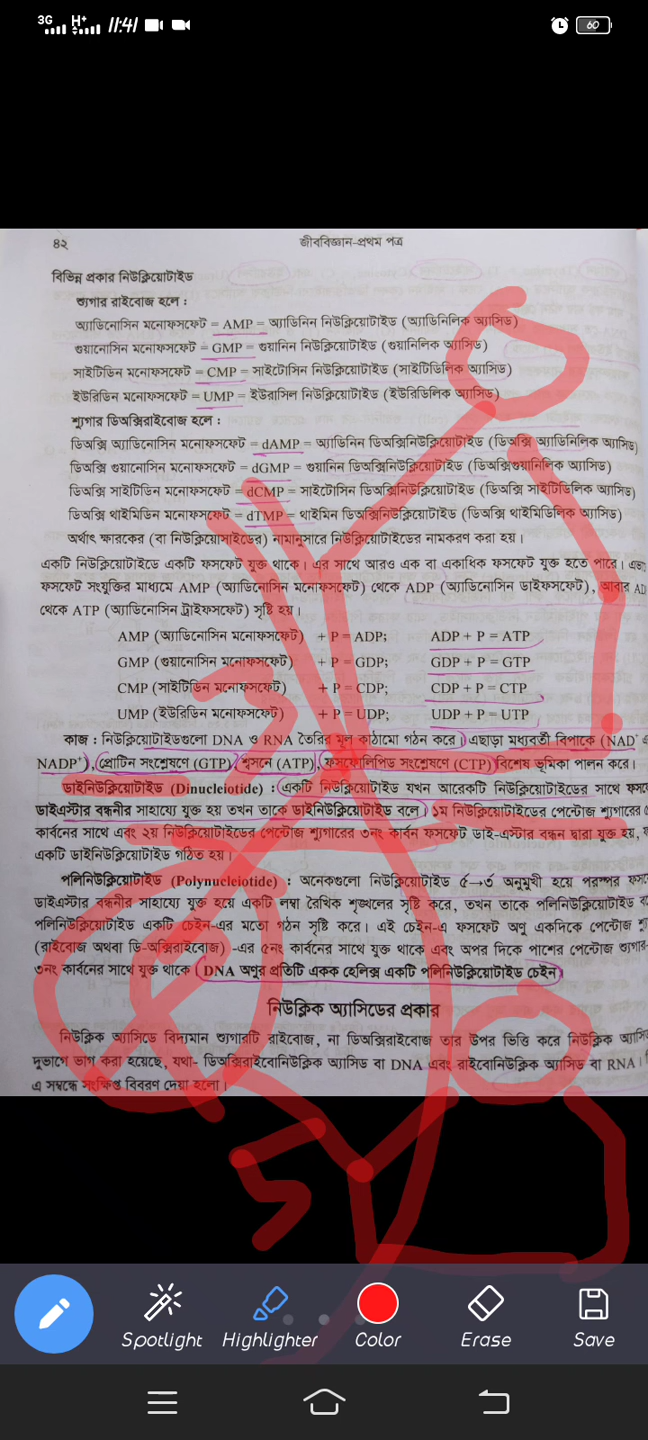 3G H+ 11:41 60
৪২ জীববিজ্ঞান-প্রথম পত্র
বিভিন্ন প্রকার নিউক্লিয়োটাইড
শ্যুগার রাইবোজ হলে :
অ্যাডিনোসিন মনোফসফেট = AMP = অ্যাডিনিন নিউক্লিয়োটাইড (অ্যাডিনিলিক অ্যাসিড)
গুয়ানোসিন মনোফসফেট = GMP = গুয়ানিন নিউক্লিয়োটাইড (গুয়ানিলিক অ্যাসিড)
সাইটিডিন মনোফসফেট = CMP = সাইটোসিন নিউক্লিয়োটাইড (সাইটিডিলিক অ্যাসিড)
ইউরিডিন মনোফসফেট = UMP = ইউরাসিল নিউক্লিয়োটাইড (ইউরিডিলিক অ্যাসিড)
শ্যুগার ডিঅক্সিরাইবোজ হলে :
ডিঅক্সি অ্যাডিনোসিন মনোফসফেট = dAMP = অ্যাডিনিন ডিঅক্সিনিউক্লিয়োটাইড (ডিঅক্সি অ্যাডিনিলিক অ্যাসিড)
ডিঅক্সি গুয়ানোসিন মনোফসফেট = dGMP = গুয়ানিন ডিঅক্সিনিউক্লিয়োটাইড (ডিঅক্সিগুয়ানিলিক অ্যাসিড)
ডিঅক্সি সাইটিডিন মনোফসফেট = dCMP = সাইটোসিন ডিঅক্সিনিউক্লিয়োটাইড (ডিঅক্সি সাইটিডিলিক অ্যাসিড)
ডিঅক্সি থাইমিডিন মনোফসফেট = dTMP = থাইমিন ডিঅক্সিনিউক্লিয়োটাইড (ডিঅক্সি থাইমিডিলিক অ্যাসিড)
অর্থাৎ ক্ষারকের (বা নিউক্লিয়োসাইডের) নামানুসারে নিউক্লিয়োটাইডের নামকরণ করা হয়।
একটি নিউক্লিয়োটাইডে একটি ফসফেট যুক্ত থাকে। এর সাথে আরও এক বা একাধিক ফসফেট যুক্ত হতে পারে।
ফসফেট সংযুক্তির মাধ্যমে AMP (অ্যাডিনোসিন মনোফসফেট) থেকে ADP (অ্যাডিনোসিন ডাইফসফেট), আবার
থেকে ATP (অ্যাডিনোসিন ট্রাইফসফেট) সৃষ্টি হয়।
AMP (অ্যাডিনোসিন মনোফসফেট) + P = ADP; ADP + P = ATP
GMP (গুয়ানোসিন মনোফসফেট) + P = GDP; GDP + P = GTP
CMP (সাইটিডিন মনোফসফেট) + P = CDP; CDP + P = CTP
UMP (ইউরিডিন মনোফসফেট) + P = UDP; UDP + P = UTP
কাজ : নিউক্লিয়োটাইডগুলো DNA ও RNA তৈরির মূল কাঠামো গঠন করে। এছাড়া মধ্যবর্তী বিপাকে (NAD+
NADP+), প্রোটিন সংশ্লেষণে (GTP), শ্বসনে (ATP), ফসফোলিপিড সংশ্লেষণে (CTP) বিশেষ ভূমিকা পালন করে।
ডাইনিউক্লিয়োটাইড (Dinucleiotide) : একটি নিউক্লিয়োটাইড যখন আরেকটি নিউক্লিয়োটাইডের সাথে
ডাইএস্টার বন্ধনীর সাহায্যে যুক্ত হয় তখন তাকে ডাইনিউক্লিয়োটাইড বলে। ১ম নিউক্লিয়োটাইডের পেন্টোজ শ্যুগারের
কার্বনের সাথে এবং ২য় নিউক্লিয়োটাইডের পেন্টোজ শ্যুগারের ৩নং কার্বন ফসফেট ডাই-এস্টার বন্ধন দ্বারা যুক্ত হয়,
একটি ডাইনিউক্লিয়োটাইড গঠিত হয়।
পলিনিউক্লিয়োটাইড (Polynucleiotide) : অনেকগুলো নিউক্লিয়োটাইড ৫→৩ অনুমুখী হয়ে পরস্পর
ডাইএস্টার বন্ধনীর সাহায্যে যুক্ত হয়ে একটি লম্বা রৈখিক শৃঙ্খলের সৃষ্টি করে, তখন তাকে পলিনিউক্লিয়োটাইড
পলিনিউক্লিয়োটাইড একটি চেইন-এর মতো গঠন সৃষ্টি করে। এই চেইন-এ ফসফেট অণু একদিকে পেন্টোজ
(রাইবোজ অথবা ডি-অক্সিরাইবোজ) -এর ৫নং কার্বনের সাথে যুক্ত থাকে এবং অপর দিকে পাশের পেন্টোজ শ্যুগার-
৩নং কার্বনের সাথে যুক্ত থাকে। DNA অণুর প্রতিটি একক হেলিক্স একটি পলিনিউক্লিয়োটাইড চেইন।
নিউক্লিক অ্যাসিডের প্রকার
নিউক্লিক অ্যাসিডে বিদ্যমান শ্যুগারটি রাইবোজ, না ডিঅক্সিরাইবোজ তার উপর ভিত্তি করে নিউক্লিক
দুভাগে ভাগ করা হয়েছে, যথা- ডিঅক্সিরাইবোনিউক্লিক অ্যাসিড বা DNA এবং রাইবোনিউক্লিক অ্যাসিড বা RNA।
এ সম্বন্ধে সংক্ষিপ্ত বিবরণ দেয়া হলো।
Spotlight Highlighter Color Erase Save